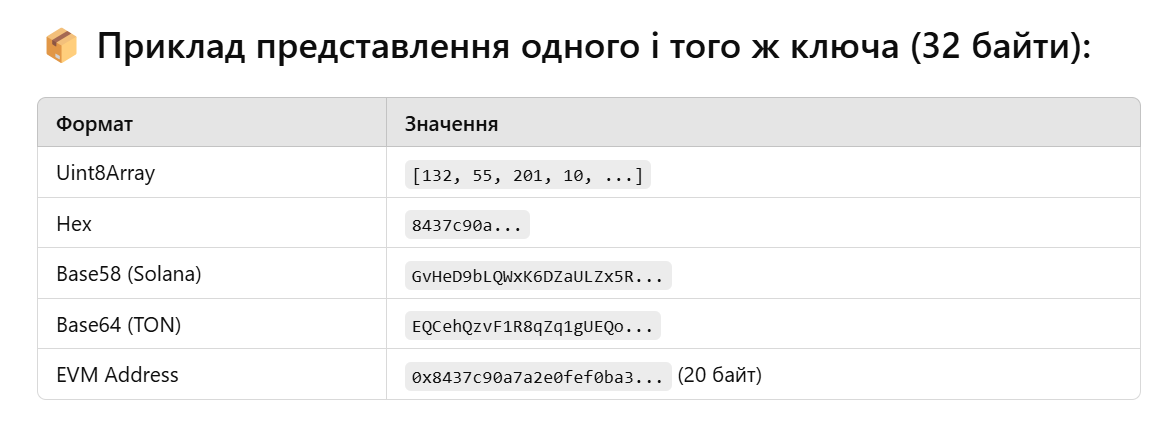 📦 Приклад представлення одного і того ж ключа (32 байти):
Формат Значення
Uint8Array [132, 55, 201, 10, ...]
Hex 8437c90a...
Base58 (Solana) GvHeD9bLQWxK6DZaULZx5R...
Base64 (TON) EQCehQzvF1R8qZq1gUEQo...
EVM Address 0x8437c90a7a2e0fef0ba3... (20 байт)